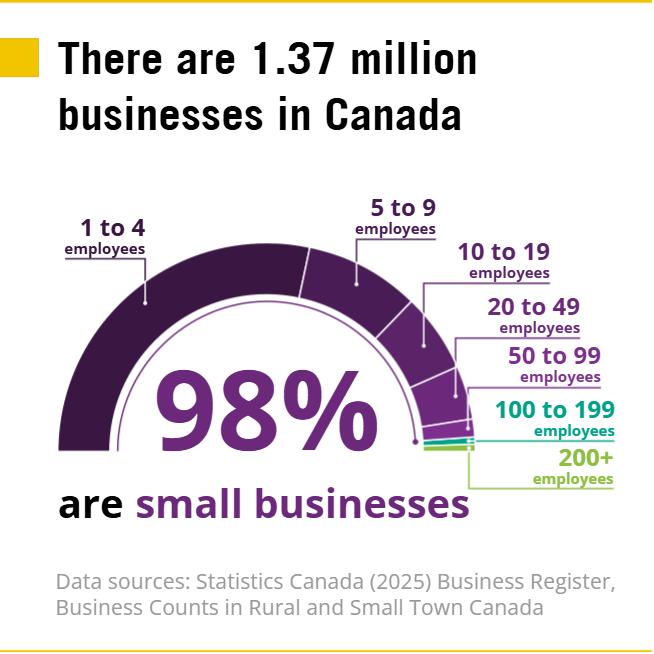 There are 1.37 million
businesses in Canada
1 to 4
employees
5 to 9
employees
10 to 19
employees
20 to 49
employees
50 to 99
employees
100 to 199
employees
200+
employees
98%
are small businesses
Data sources: Statistics Canada (2025) Business Register,
Business Counts in Rural and Small Town Canada